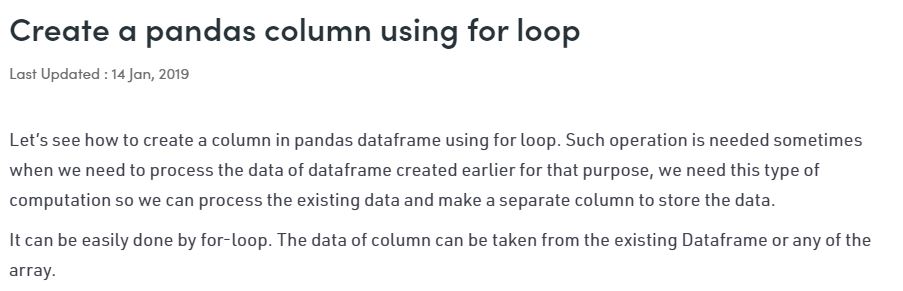 Create a pandas column using for loop
Last Updated : 14 Jan, 2019
Let’s see how to create a column in pandas dataframe using for loop. Such operation is needed sometimes
when we need to process the data of dataframe created earlier for that purpose, we need this type of
computation so we can process the existing data and make a separate column to store the data.
It can be easily done by for-loop. The data of column can be taken from the existing Dataframe or any of the
array.